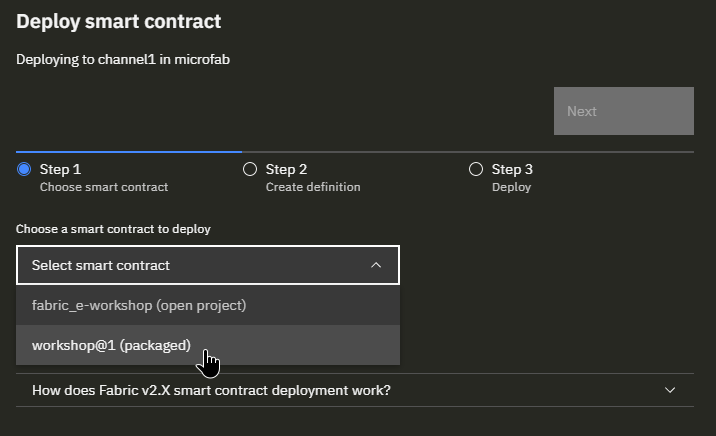 Deploy smart contract
Deploying to channel1 in microfab
Next
Step 1
Choose smart contract
Step 2
Create definition
Step 3
Deploy
Choose a smart contract to deploy
Select smart contract
fabric_e-workshop (open project)
workshop@1 (packaged)
How does Fabric v2.X smart contract deployment work?